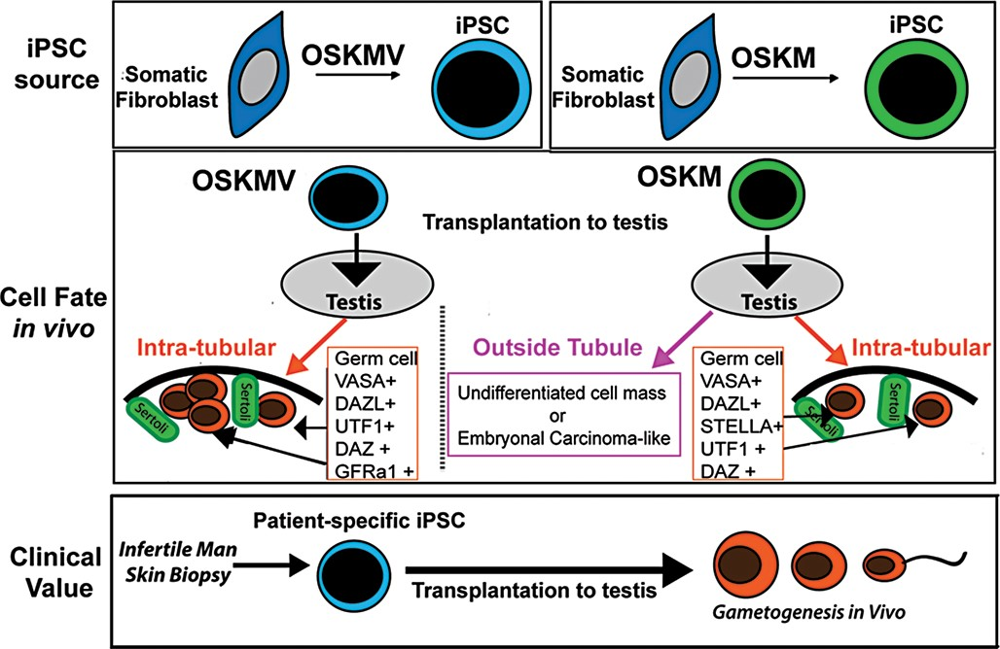 iPSC
source
Somatic
Fibroblast
OSKMV
iPSC
Somatic
Fibroblast
OSKM
iPSC
Cell Fate
in vivo
OSKMV
OSKM
Transplantation to testis
Testis
Testis
Intra-tubular
Sertoli
Sertoli
Germ cell
VASA+
DAZL+
UTF1+
DAZ +
GFRa1 +
Outside Tubule
Undifferentiated cell mass
or
Embryonal Carcinoma-like
Germ cell
VASA+
DAZL+
STELLA+
UTF1 +
DAZ +
Intra-tubular
Sertoli
Sertoli
Clinical
Value
Infertile Man
Skin Biopsy
Patient-specific iPSC
Transplantation to testis
Gametogenesis in Vivo